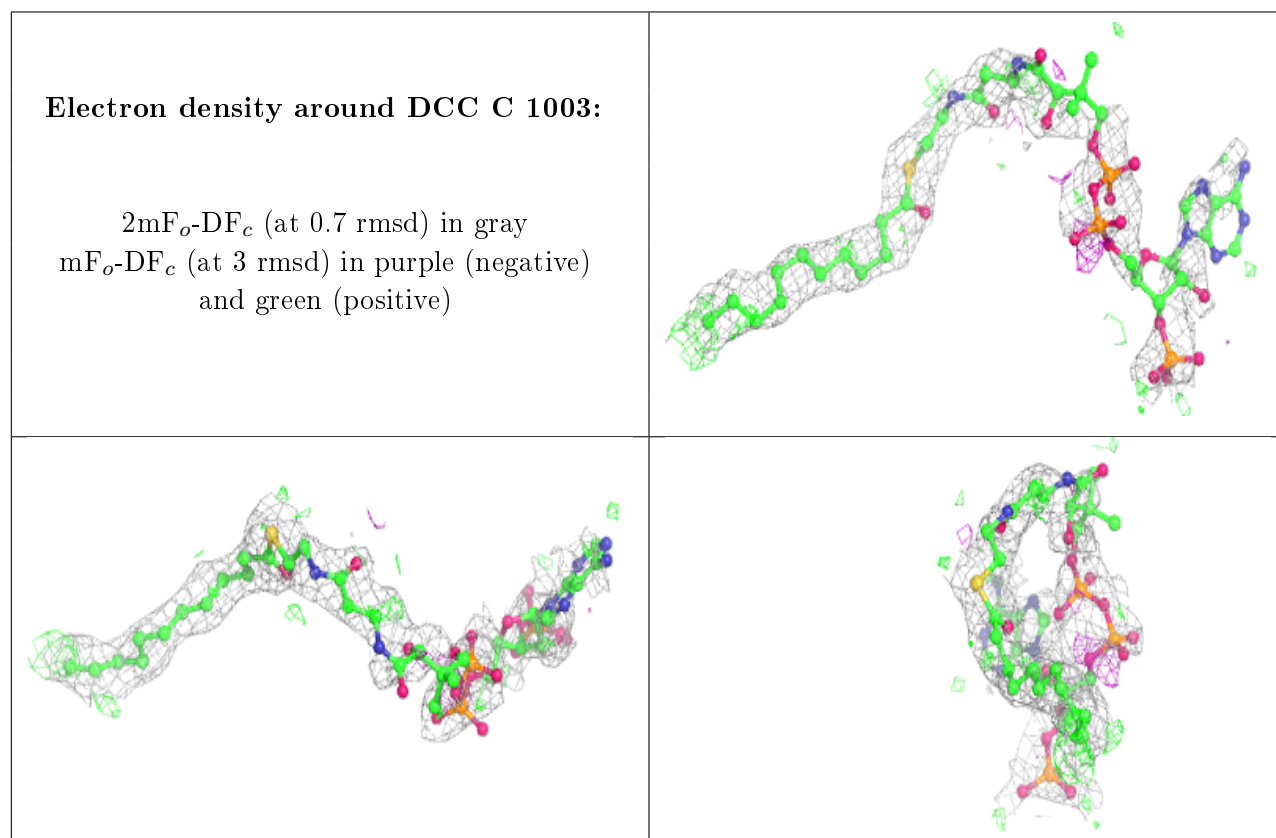 Electron density around DCC C 1003:
2mFo-DFc (at 0.7 rmsd) in gray
mFo-DFc (at 3 rmsd) in purple (negative)
and green (positive)